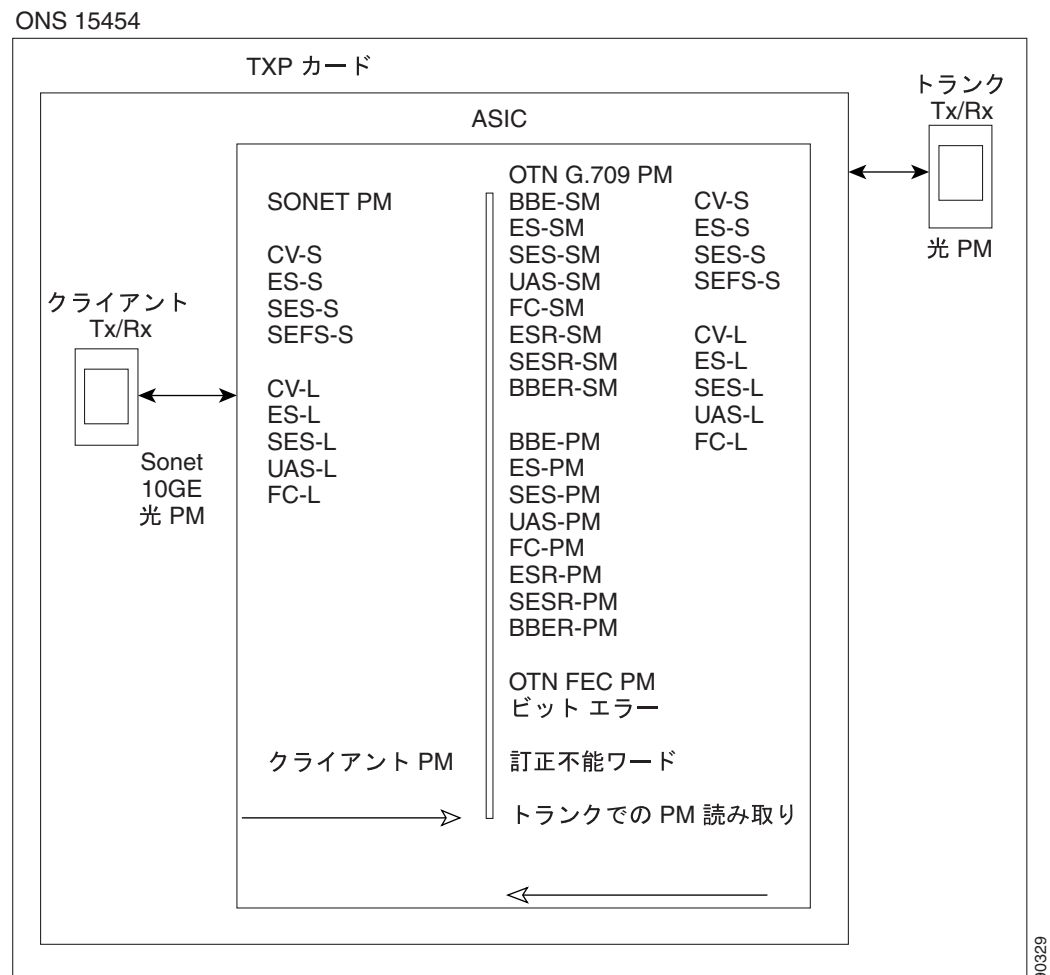 ONS 15454
TXP カード
トランク
Tx/Rx
光 PM
ASIC
クライアント
Tx/Rx
Sonet
10GE
光 PM
SONET PM
CV-S
ES-S
SES-S
SEFS-S
CV-L
ES-L
SES-L
UAS-L
FC-L
クライアント PM
OTN G.709 PM
BBE-SM
ES-SM
SES-SM
UAS-SM
FC-SM
ESR-SM
SESR-SM
BBER-SM
BBE-PM
ES-PM
SES-PM
UAS-PM
FC-PM
ESR-PM
SESR-PM
BBER-PM
OTN FEC PM
ビット エラー
訂正不能ワード
トランクでの PM 読み取り
CV-S
ES-S
SES-S
SEFS-S
CV-L
ES-L
SES-L
UAS-L
FC-L
90329